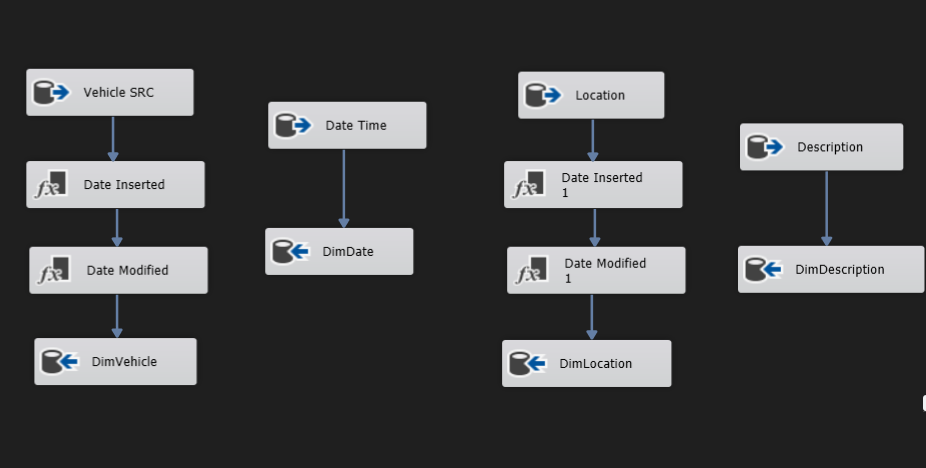 Vehicle SRC
Date Inserted
Date Modified
DimVehicle
Date Time
DimDate
Location
Date Inserted
1
Date Modified
1
DimLocation
Description
DimDescription